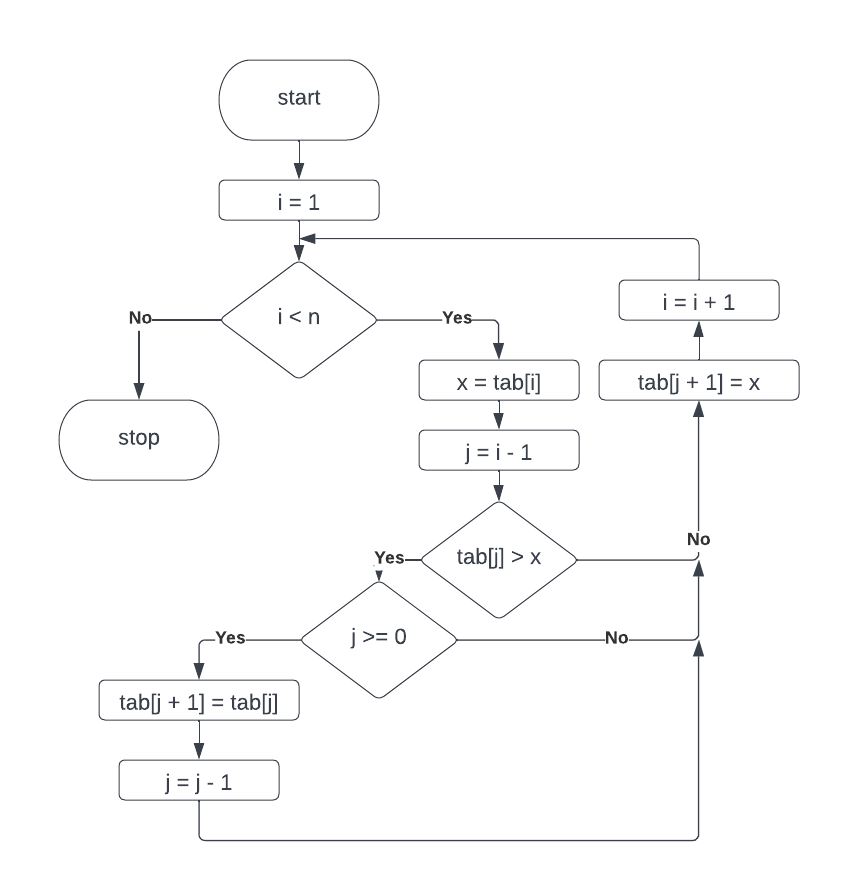 start
i = 1
i < n
No
Yes
stop
x = tab[i]
j = i - 1
tab[j] > x
Yes
No
j >= 0
Yes
No
tab[j + 1] = tab[j]
j = j - 1
tab[j + 1] = x
i = i + 1